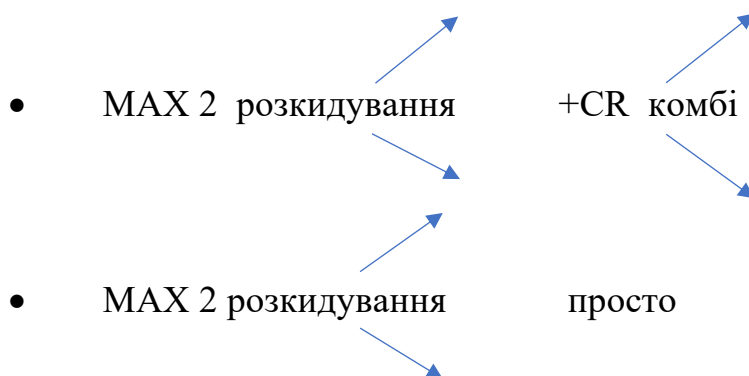 • MAX 2 розкидування +CR комбі
• MAX 2 розкидування просто